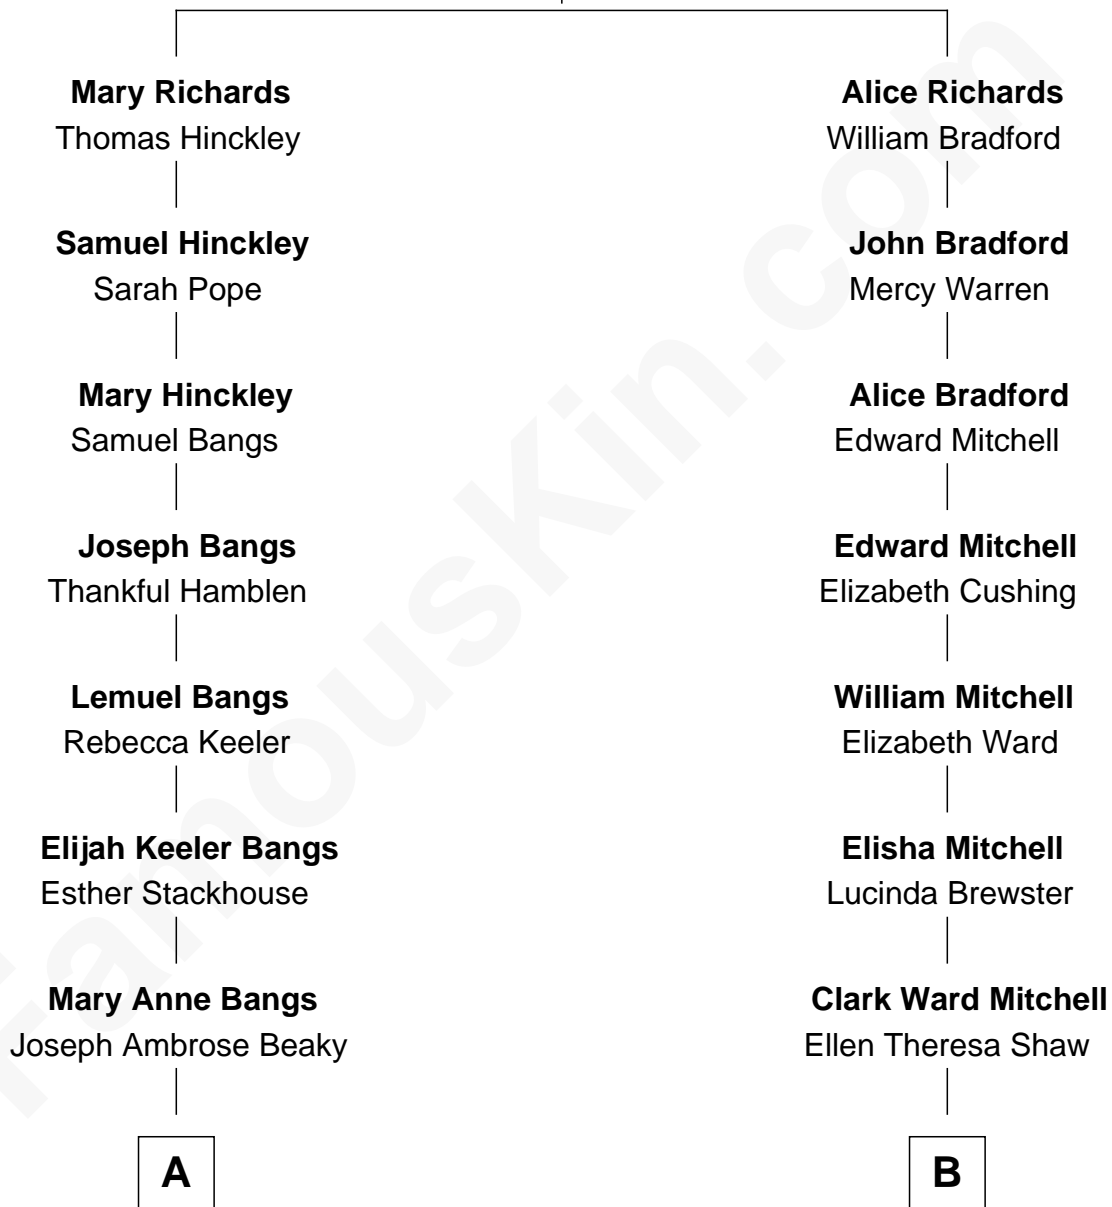 Mary Richards
Thomas Hinckley
Samuel Hinckley
Sarah Pope
Mary Hinckley
Samuel Bangs
Joseph Bangs
Thankful Hamblen
Lemuel Bangs
Rebecca Keeler
Elijah Keeler Bangs
Esther Stackhouse
Mary Anne Bangs
Joseph Ambrose Beaky
A
Alice Richards
William Bradford
John Bradford
Mercy Warren
Alice Bradford
Edward Mitchell
Edward Mitchell
Elizabeth Cushing
William Mitchell
Elizabeth Ward
Elisha Mitchell
Lucinda Brewster
Clark Ward Mitchell
Ellen Theresa Shaw
B
FamousKin.com